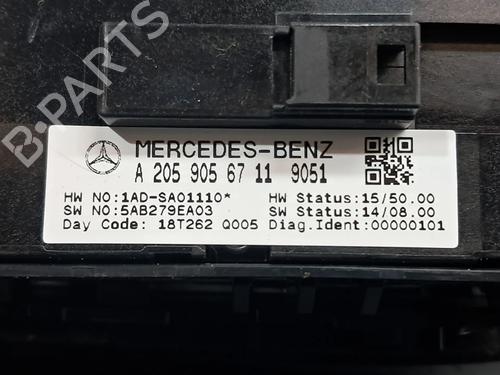 B-PARTS
MERCEDES-BENZ
A 205 905 67 11 9051
HW NO:1AD-SA01110* HW Status:15/50.00
SW NO:5AB279EA03 SW Status:14/08.00
Day Code: 18T262 Q005 Diag.Ident:00000101